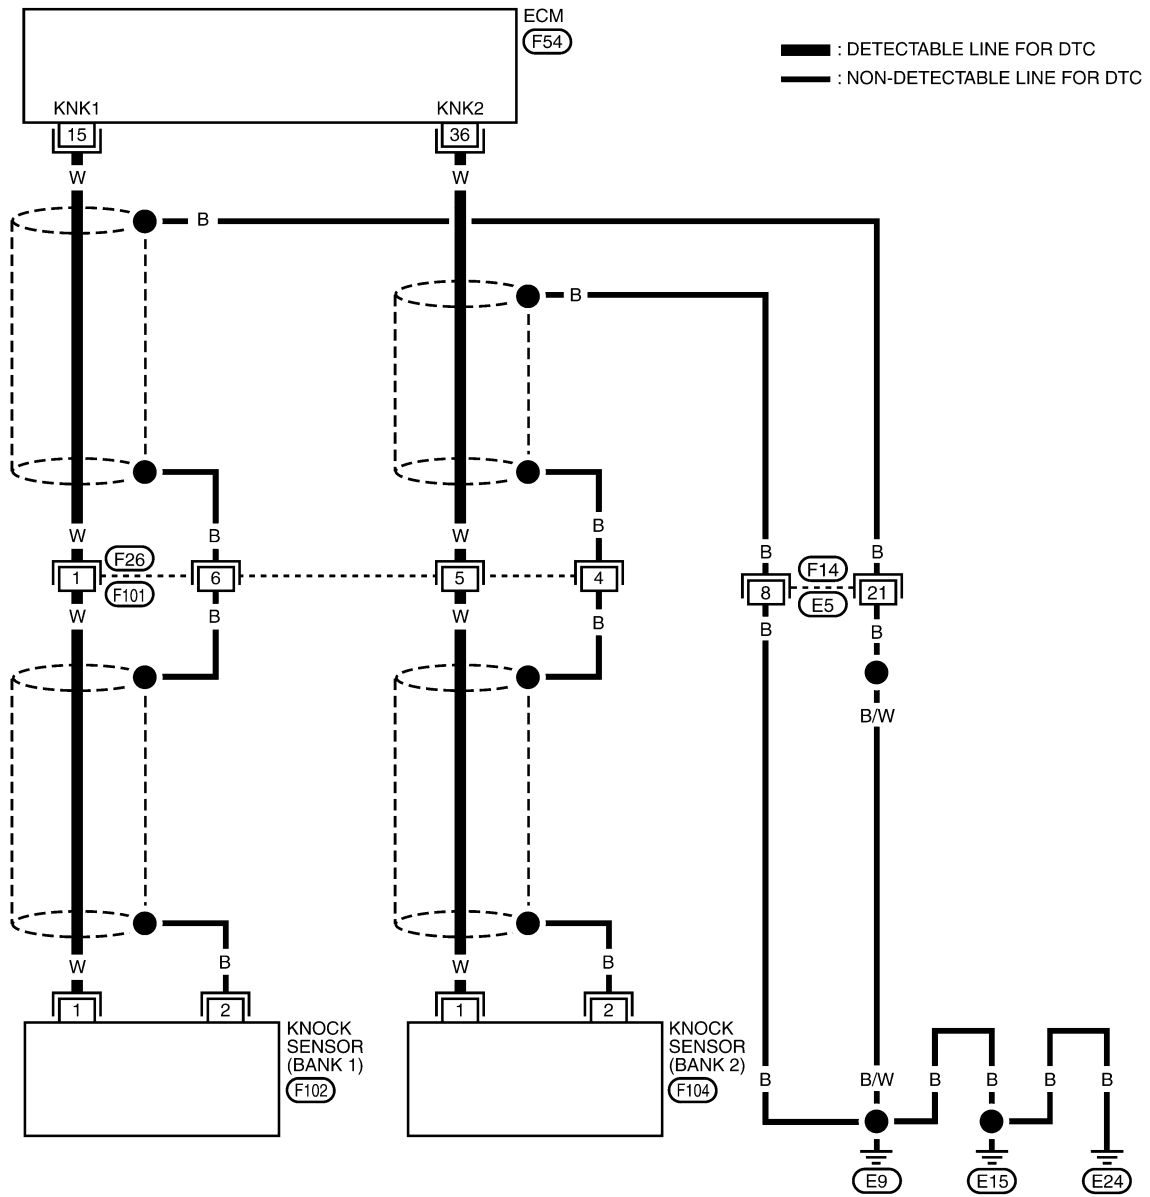 ECM
F54
: DETECTABLE LINE FOR DTC
: NON-DETECTABLE LINE FOR DTC
KNK1
KNK2
15
36
W
W
B
B
W
B
W
B
B
B
F26
F14
1
6
5
4
8
21
F101
E5
W
B
W
B
B
B
B/W
W
B
W
B
1
2
1
2
KNOCK
SENSOR
(BANK 1)
F102
KNOCK
SENSOR
(BANK 2)
F104
B
B/W
B
B
B
B
E9
E15
E24